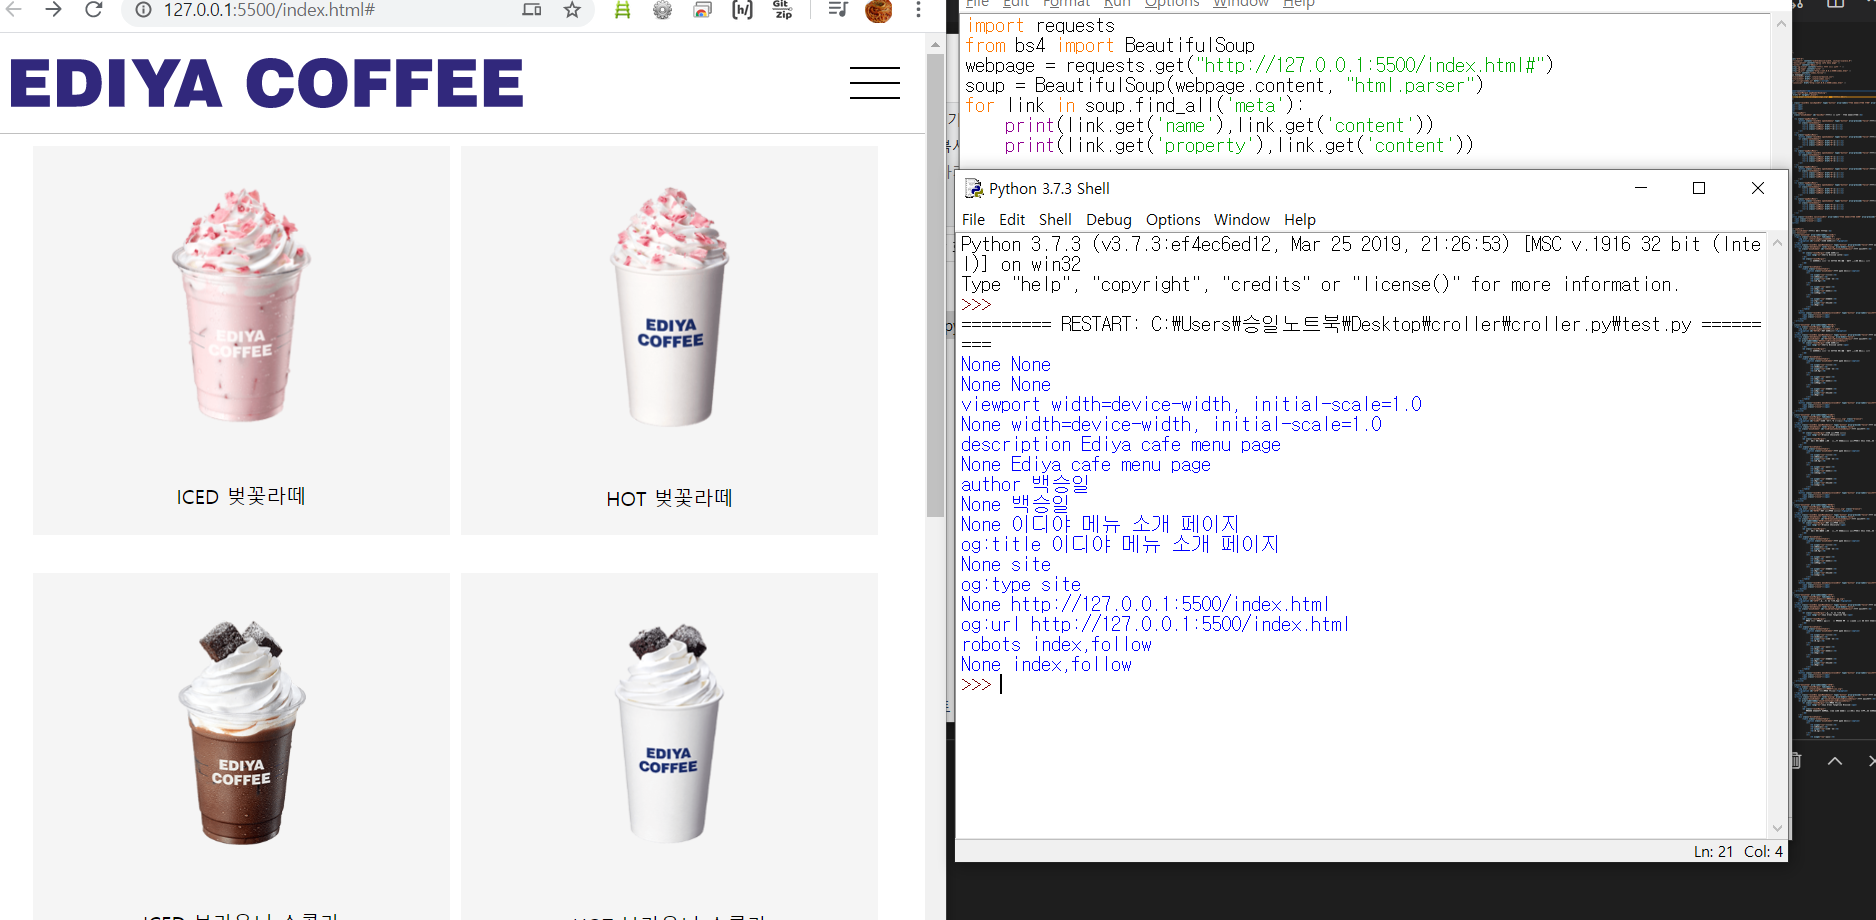 127.0.0.1:5500/index.html#
Git
Zip
[h/]
EDIYA COFFEE
EDIYA
COFFEE
ICED 벚꽃라떼
EDIYA
COFFEE
HOT 벚꽃라떼
EDIYA
COFFEE
EDIYA
COFFEE
File Edit Format Run Options Window Help
import requests
from bs4 import BeautifulSoup
webpage = requests.get("http://127.0.0.1:5500/index.html#")
soup = BeautifulSoup(webpage.content, "html.parser")
for link in soup.find_all('meta'):
    print(link.get('name'),link.get('content'))
    print(link.get('property'),link.get('content'))
Python 3.7.3 Shell
File Edit Shell Debug Options Window Help
Python 3.7.3 (v3.7.3:ef4ec6ed12, Mar 25 2019, 21:26:53) [MSC v.1916 32 bit (Inte
l)] on win32
Type "help", "copyright", "credits" or "license()" for more information.
>>>
========= RESTART: C:₩Users₩승일노트북₩Desktop₩croller₩croller.py₩test.py ======
===
None None
None None
viewport width=device-width, initial-scale=1.0
None width=device-width, initial-scale=1.0
description Ediya cafe menu page
None Ediya cafe menu page
author 백승일
None 백승일
None 이디야 메뉴 소개 페이지
og:title 이디야 메뉴 소개 페이지
None site
og:type site
None http://127.0.0.1:5500/index.html
og:url http://127.0.0.1:5500/index.html
robots index,follow
None index,follow
>>>
Ln: 21 Col: 4